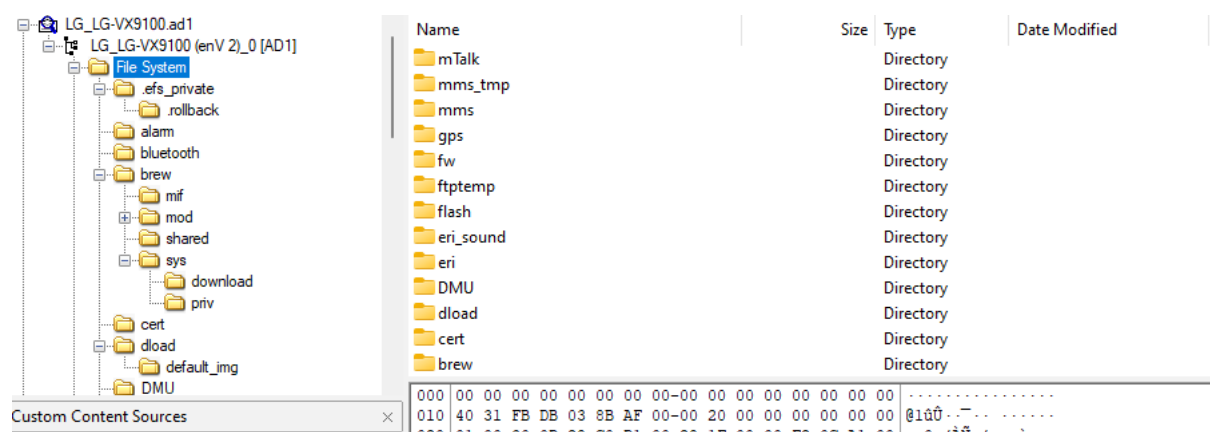 LG_LG-VX9100.ad1
LG_LG-VX9100 (enV 2)_0 [AD1]
File System
.efs_private
.rollback
alarm
bluetooth
brew
mif
mod
shared
sys
download
priv
cert
dload
default_img
DMU
Custom Content Sources
Name Size Type Date Modified
mTalk Directory
mms_tmp Directory
mms Directory
gps Directory
fw Directory
ftptemp Directory
flash Directory
eri_sound Directory
eri Directory
DMU Directory
dload Directory
cert Directory
brew Directory
000 00 00 00 00 00 00 00 00-00 00 00 00 00 00 00 00 ················
010 40 31 FB DB 03 8B AF 00-00 20 00 00 00 00 00 00 @1ûÛ··¯·· ······